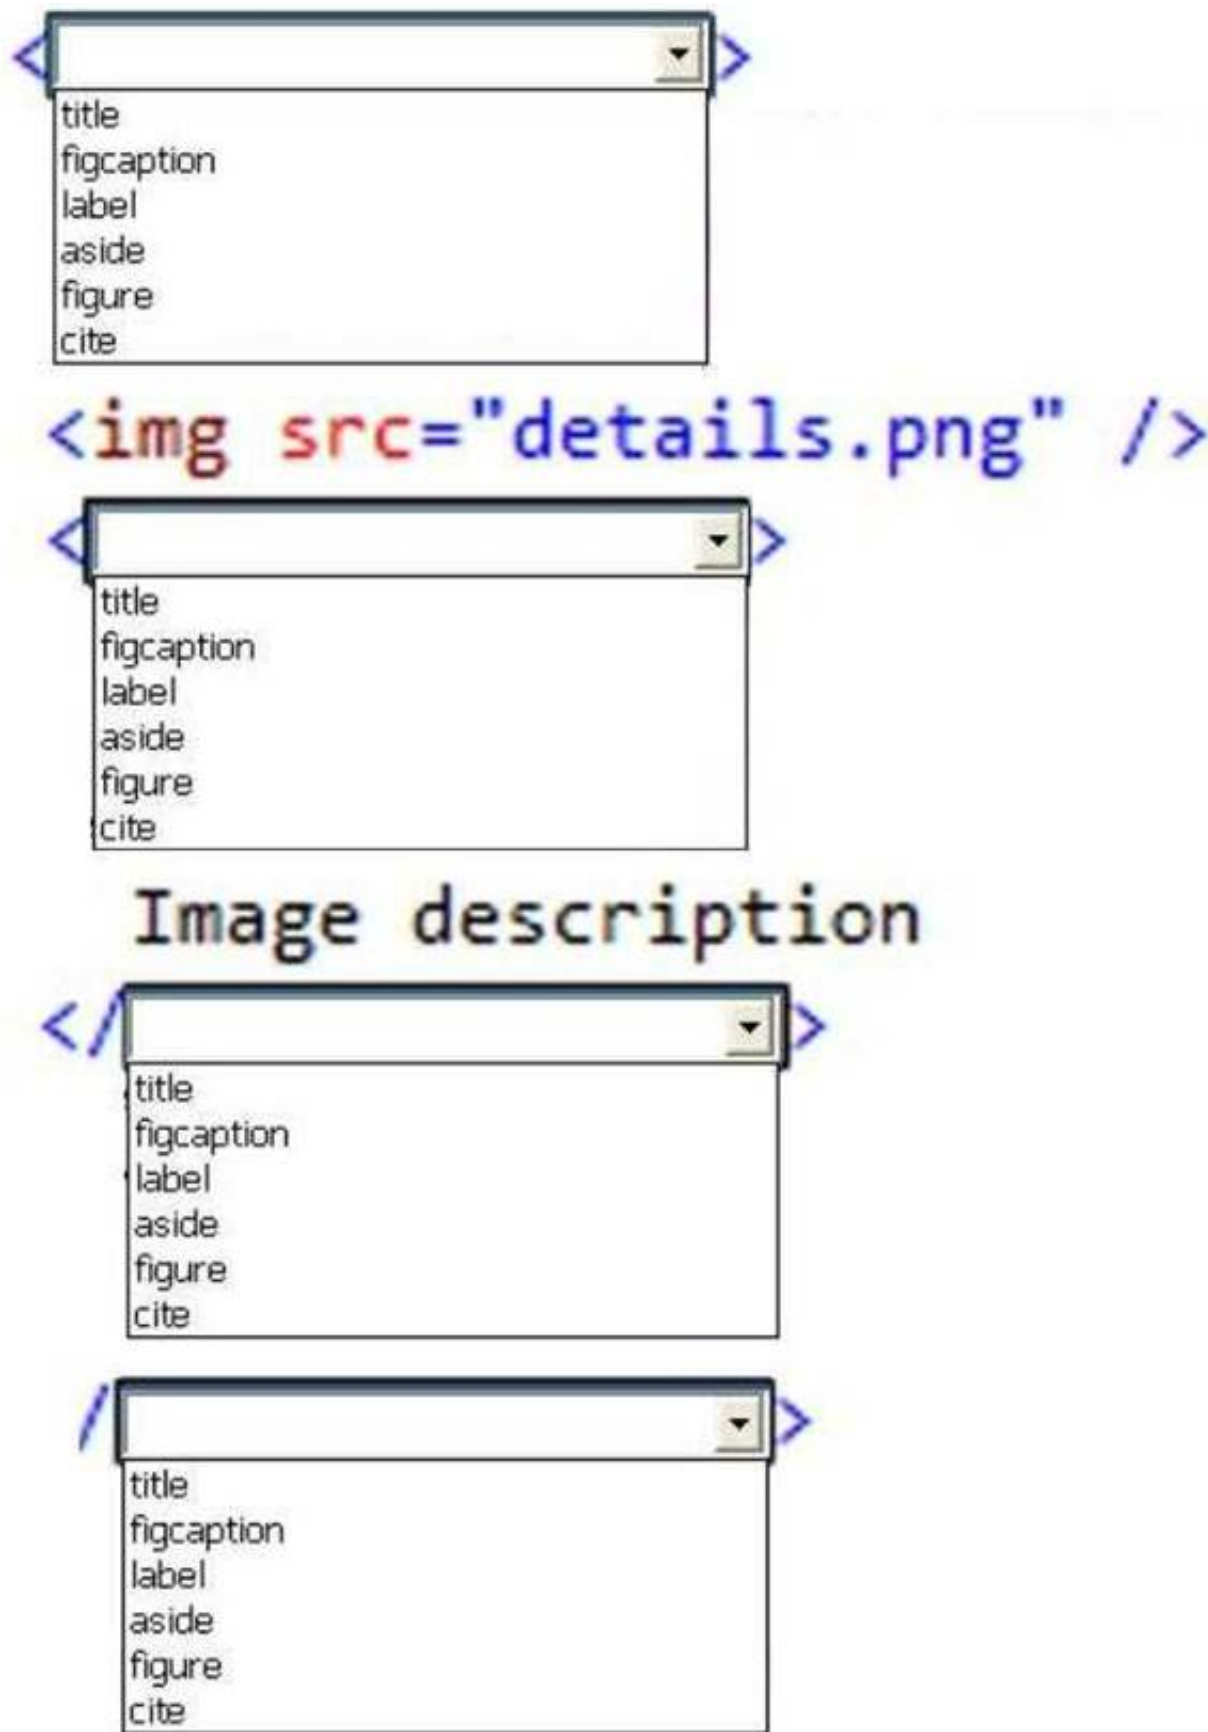 < >
title
figcaption
label
aside
figure
cite
<img src="details.png" />
< >
title
figcaption
label
aside
figure
cite
Image description
</ >
title
figcaption
label
aside
figure
cite
/ >
title
figcaption
label
aside
figure
cite